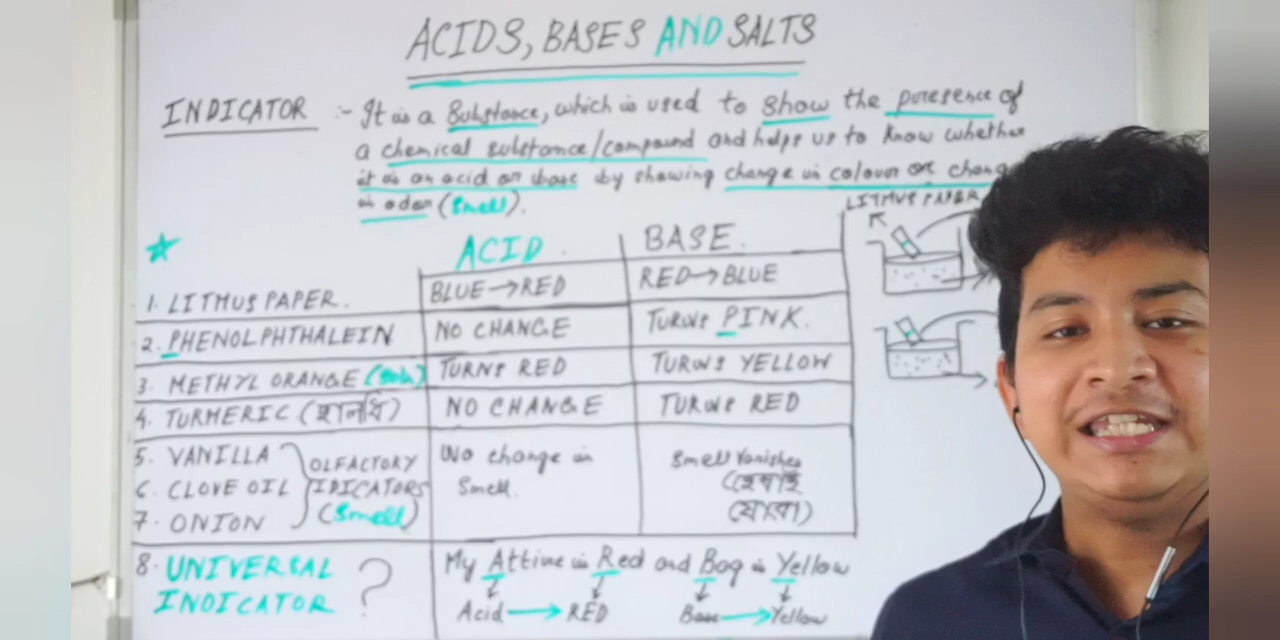 ACIDS, BASES AND SALTS
INDICATOR :- It is a Substance, which is used to show the presence of
a chemical substance/compound and helps us to know whether
it is an acid or base by showing change in colour or chang
in odor (Smell).
LITMUS PAPER
ACID BASE.
1. LITMUS PAPER. BLUE→RED RED→BLUE
2. PHENOLPHTHALEIN NO CHANGE TURNS PINK.
3. METHYL ORANGE TURNS RED TURNS YELLOW
4. TURMERIC (হালধি) NO CHANGE TURNS RED
5. VANILLA OLFACTORY No change in Smell vanishes
6. CLOVE OIL IDICATORS Smell. (হেৰাই
7. ONION (Smell) যাব)
8. UNIVERSAL My Attire is Red and Bag is Yellow
INDICATOR ? Acid → RED Base → Yellow